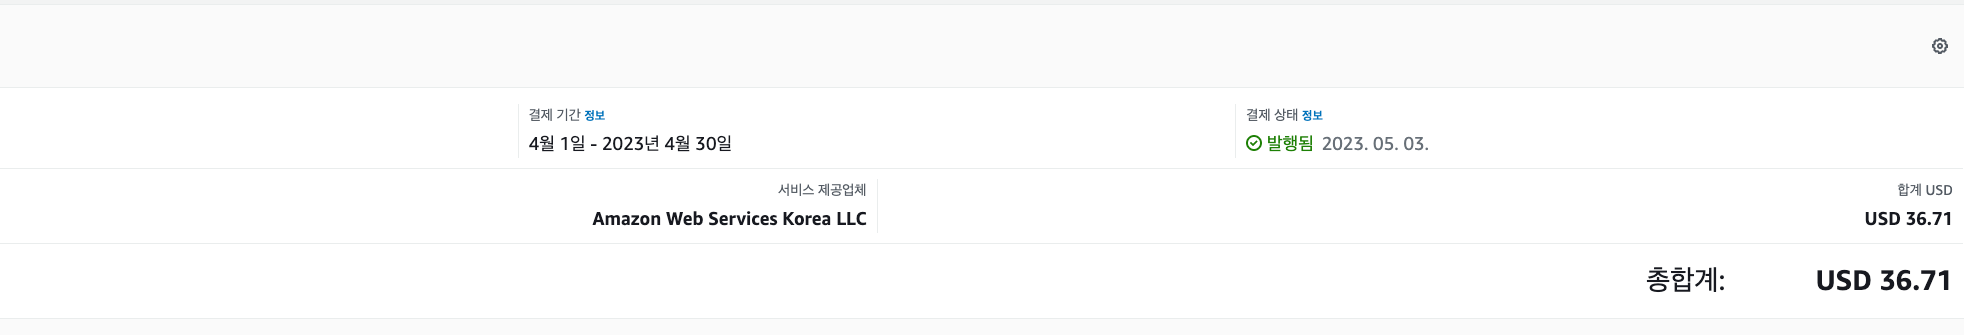 결제 기간 정보
4월 1일 - 2023년 4월 30일
결제 상태 정보
발행됨 2023. 05. 03.
서비스 제공업체
Amazon Web Services Korea LLC
합계 USD
USD 36.71
총합계: USD 36.71